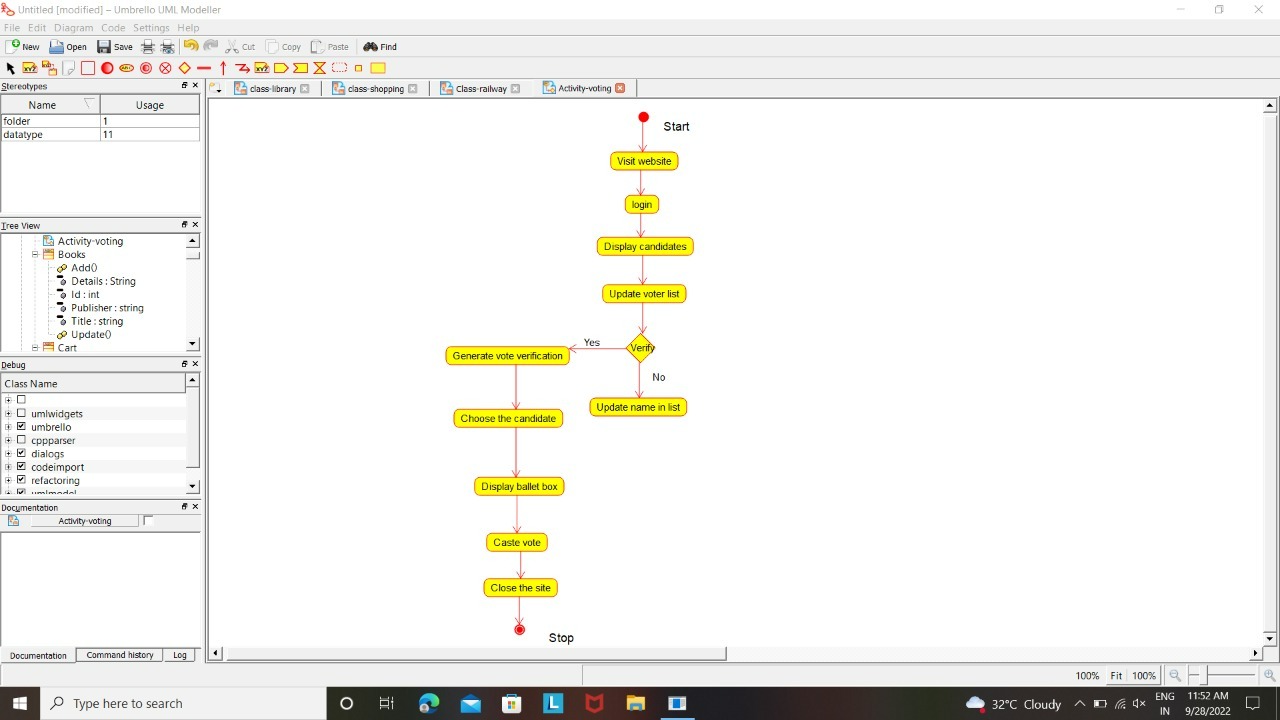 Untitled [modified] – Umbrello UML Modeller
File Edit Diagram Code Settings Help
New Open Save Cut Copy Paste Find
Stereotypes
Name Usage
folder 1
datatype 11
Tree View
Activity-voting
Books
Add()
Details : String
Id : int
Publisher : string
Title : string
Update()
Cart
Debug
Class Name
umlwidgets
umbrello
cppparser
dialogs
codeimport
refactoring
umlmodel
Documentation
Activity-voting
Documentation Command history Log
class-library class-shopping Class-railway Activity-voting
Start
Visit website
login
Display candidates
Update voter list
Verify
Yes
No
Generate vote verification
Update name in list
Choose the candidate
Display ballet box
Caste vote
Close the site
Stop
100% Fit 100%
Type here to search
L
32°C Cloudy
ENG
IN
11:52 AM
9/28/2022